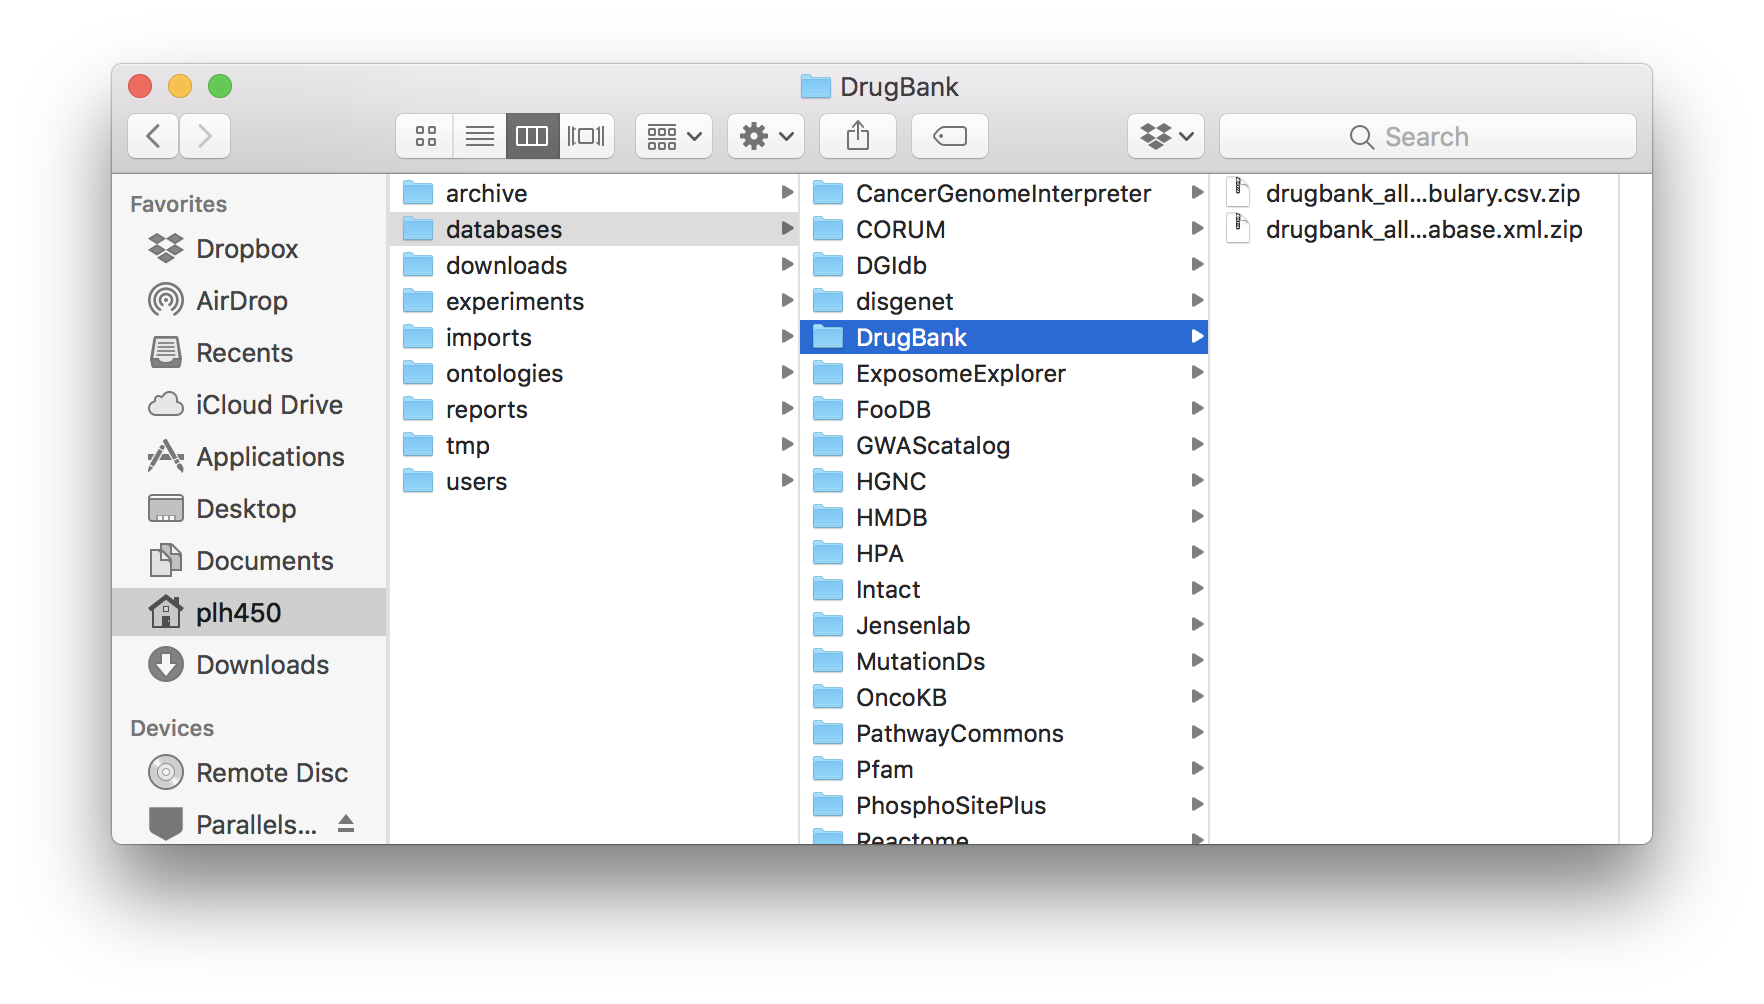 DrugBank
Search
Favorites
Dropbox
AirDrop
Recents
iCloud Drive
Applications
Desktop
Documents
plh450
Downloads
Devices
Remote Disc
Parallels...
archive
databases
downloads
experiments
imports
ontologies
reports
tmp
users
CancerGenomeInterpreter
CORUM
DGIdb
disgenet
DrugBank
ExposomeExplorer
FooDB
GWAScatalog
HGNC
HMDB
HPA
Intact
Jensenlab
MutationDs
OncoKB
PathwayCommons
Pfam
PhosphoSitePlus
Reactome
drugbank_all...bulary.csv.zip
drugbank_all...abase.xml.zip